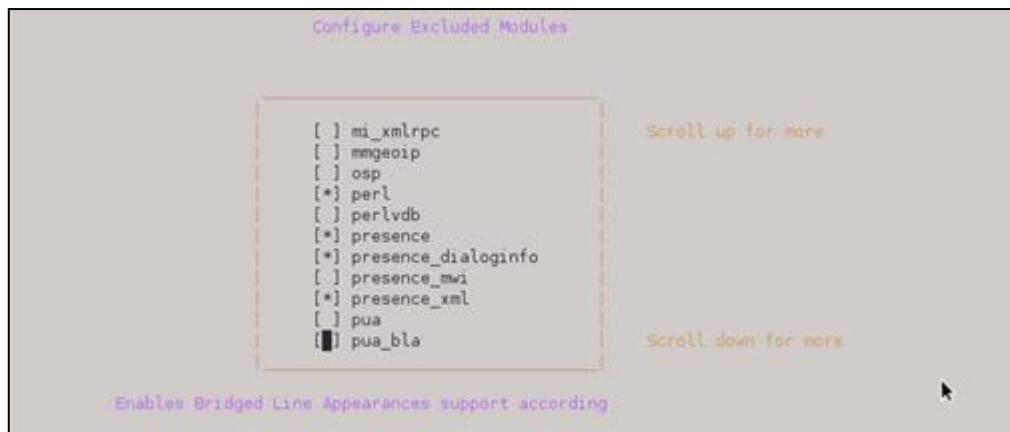 Configure Excluded Modules
[ ] mi_xmlrpc Scroll up for more
[ ] mmgeoip
[ ] osp
[*] perl
[ ] perlvdb
[*] presence
[*] presence_dialoginfo
[ ] presence_mwi
[*] presence_xml
[ ] pua
[ ] pua_bla Scroll down for more
Enables Bridged Line Appearances support according